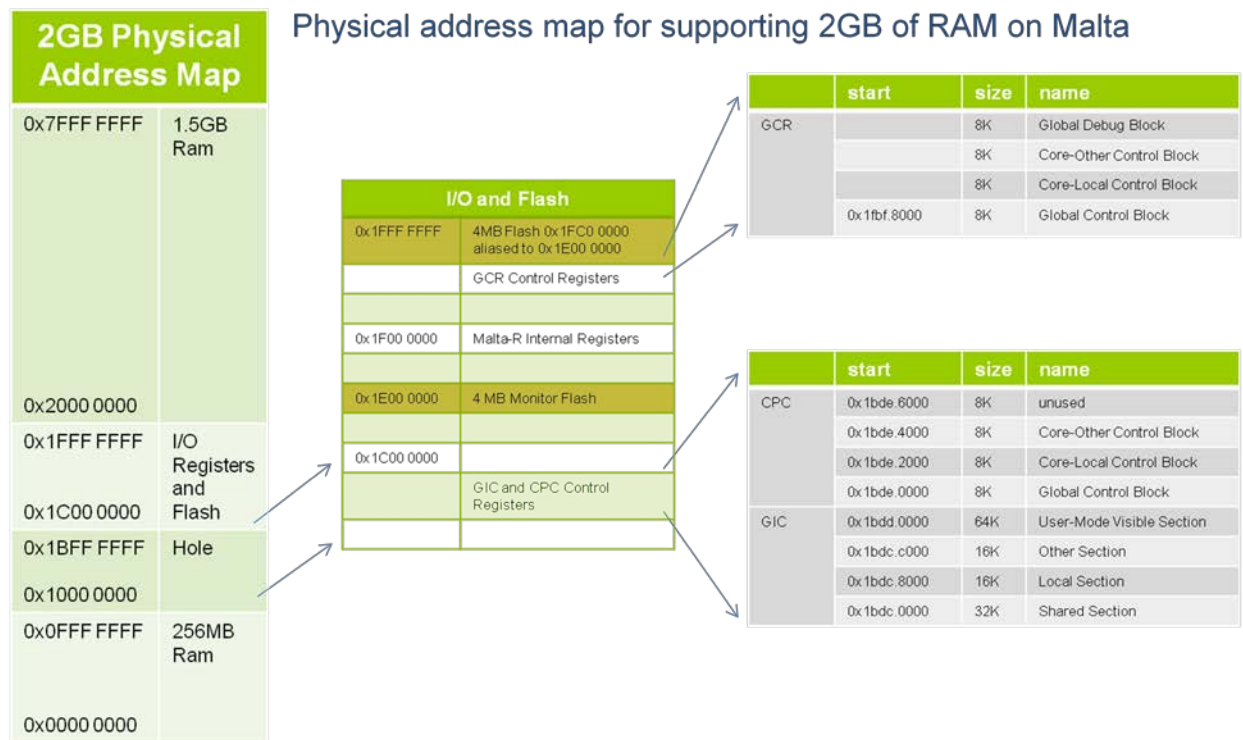 Physical address map for supporting 2GB of RAM on Malta
2GB Physical
Address Map
0x7FFF FFFF 1.5GB
Ram
0x2000 0000
0x1FFF FFFF I/O
Registers
and
0x1C00 0000 Flash
0x1BFF FFFF Hole
0x1000 0000
0x0FFF FFFF 256MB
Ram
0x0000 0000
I/O and Flash
0x1FFF FFFF 4MB Flash 0x1FC0 0000
aliased to 0x1E00 0000
GCR Control Registers
0x1F00 0000 Malta-R Internal Registers
0x1E00 0000 4 MB Monitor Flash
0x1C00 0000
GIC and CPC Control
Registers
start size name
GCR 8K Global Debug Block
8K Core-Other Control Block
8K Core-Local Control Block
0x1fbf.8000 8K Global Control Block
start size name
CPC 0x1bde.6000 8K unused
0x1bde.4000 8K Core-Other Control Block
0x1bde.2000 8K Core-Local Control Block
0x1bde.0000 8K Global Control Block
GIC 0x1bdd.0000 64K User-Mode Visible Section
0x1bdc.c000 16K Other Section
0x1bdc.8000 16K Local Section
0x1bdc.0000 32K Shared Section